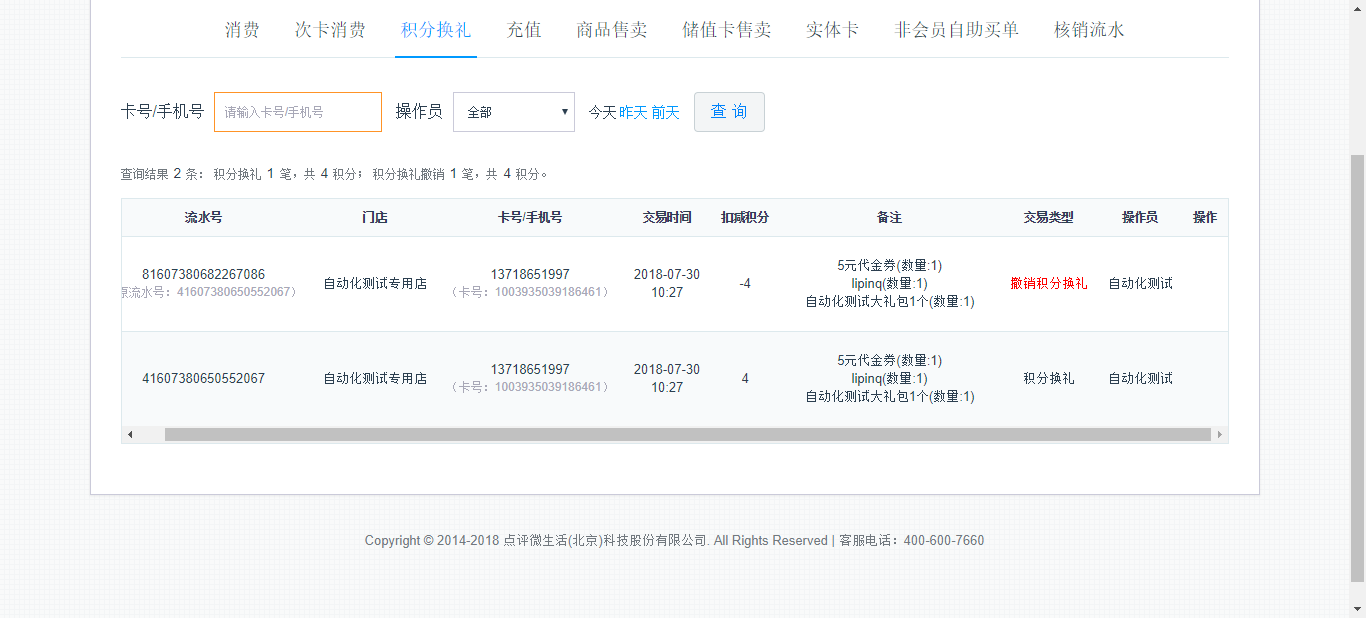 消费 次卡消费 积分换礼 充值 商品售卖 储值卡售卖 实体卡 非会员自助买单 核销流水
卡号/手机号 请输入卡号/手机号 操作员 全部 今天 昨天 前天 查 询
查询结果 2 条： 积分换礼 1 笔，共 4 积分； 积分换礼撤销 1 笔，共 4 积分。
流水号 门店 卡号/手机号 交易时间 扣减积分 备注 交易类型 操作员 操作
81607380682267086
原流水号：41607380650552067）
自动化测试专用店
13718651997
（卡号：1003935039186461）
2018-07-30
10:27
-4
5元代金券(数量:1)
lipinq(数量:1)
自动化测试大礼包1个(数量:1)
撤销积分换礼
自动化测试
41607380650552067
自动化测试专用店
13718651997
（卡号：1003935039186461）
2018-07-30
10:27
4
5元代金券(数量:1)
lipinq(数量:1)
自动化测试大礼包1个(数量:1)
积分换礼
自动化测试
Copyright © 2014-2018 点评微生活(北京)科技股份有限公司. All Rights Reserved | 客服电话：400-600-7660